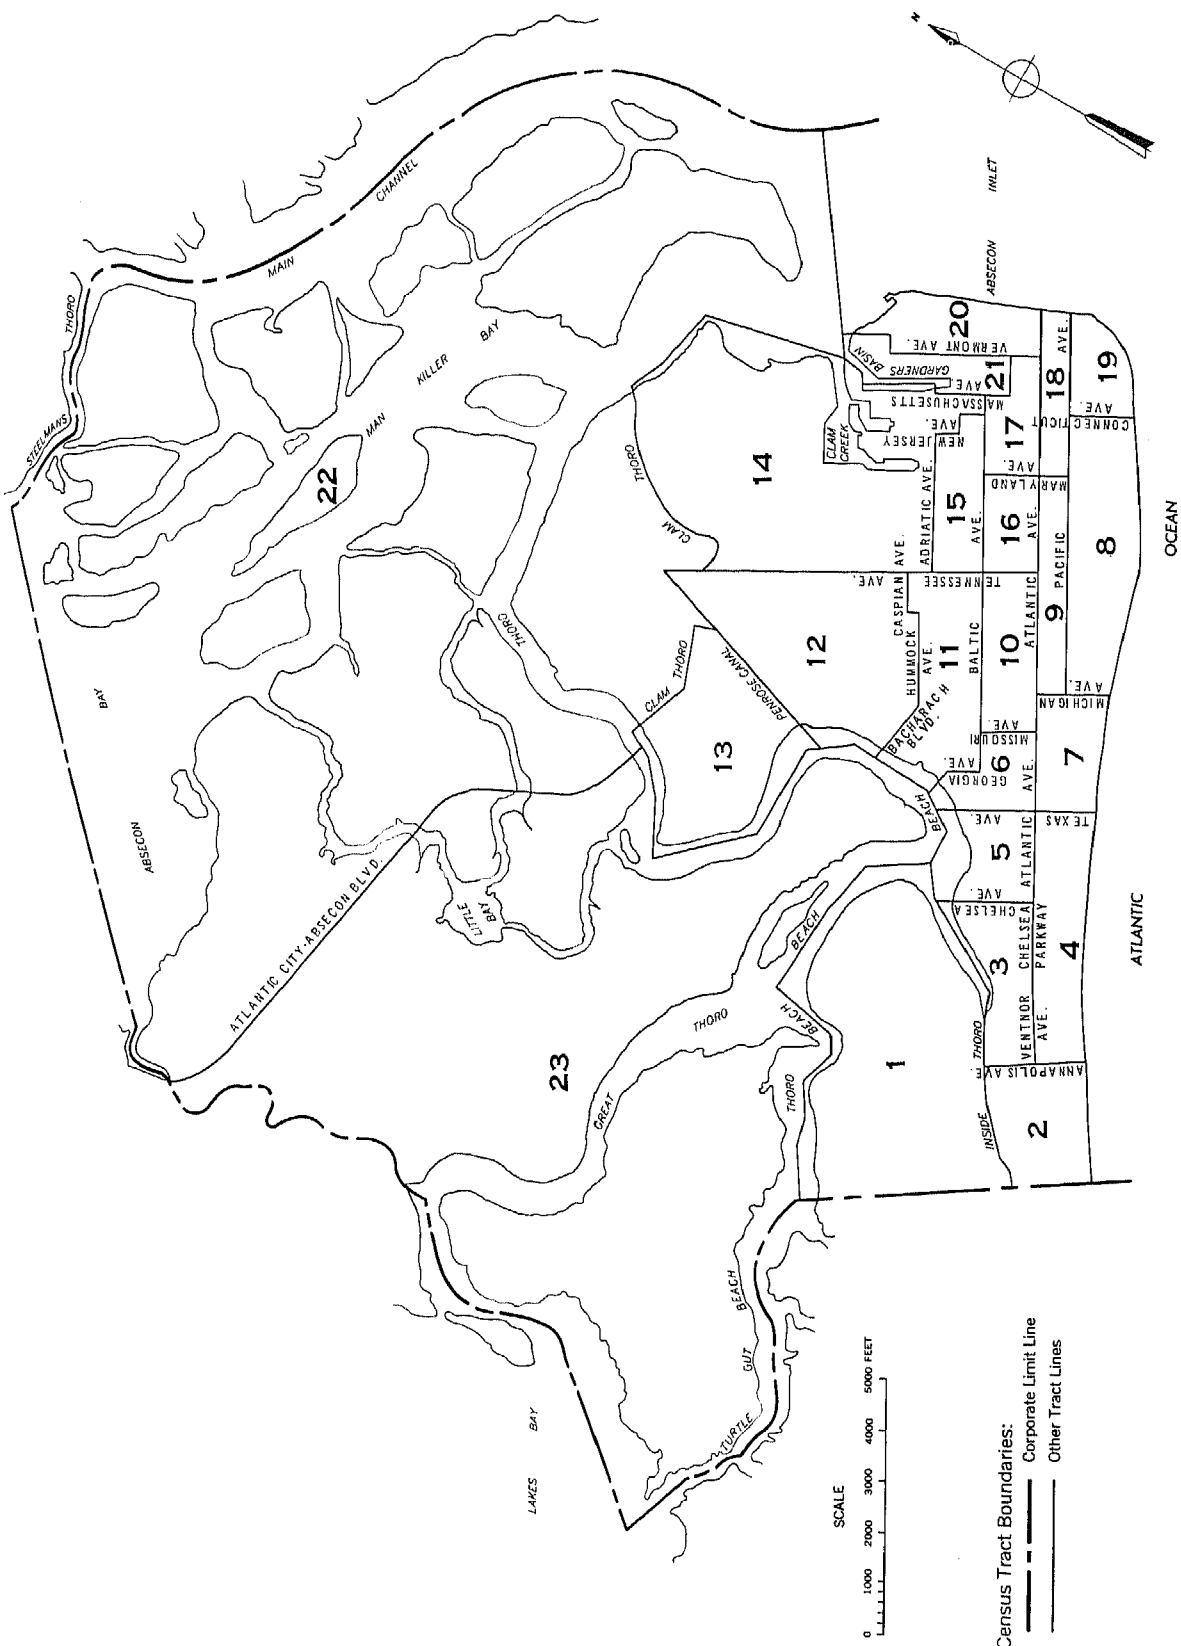 N
STEELMANS
THORO
MAIN
CHANNEL
ABSECON
INLET
KILLER
BAY
MAN
22
20
VERMONT AVE.
GARDNERS
BASIN
21
AVE.
MASSACHUSETTS
18
AVE.
19
CONNECTICUT
AVE.
17
NEW JERSEY
AVE.
CLAM
CREEK
THORO
CLAM
14
ADRIATIC AVE.
15
AVE.
MARYLAND
AVE.
16
AVE.
8
OCEAN
BAY
ABSECON
THORO
CLAM
THORO
PENROSE CANAL
12
CASPIAN AVE.
TENNESSEE
AVE.
HUMMOCK
AVE.
11
BALTIC
10
ATLANTIC
9
PACIFIC
MICHIGAN
AVE.
13
BACHARACH
BLVD.
MISSOURI
AVE.
6
GEORGIA
AVE.
AVE.
7
TEXAS
AVE.
ATLANTIC CITY-ABSECON BLVD.
LITTLE
BAY
BEACH
5
ATLANTIC
CHELSEA
AVE.
BEACH
3
CHELSEA
PARKWAY
4
ATLANTIC
23
GREAT
THORO
BEACH
THORO
1
INSIDE
THORO
VENTNOR
AVE.
ANNAPOLIS AVE.
2
LAKES
BAY
TURTLE
GUT
BEACH
SCALE
0
1000
2000
3000
4000
5000 FEET
Census Tract Boundaries:
Corporate Limit Line
Other Tract Lines